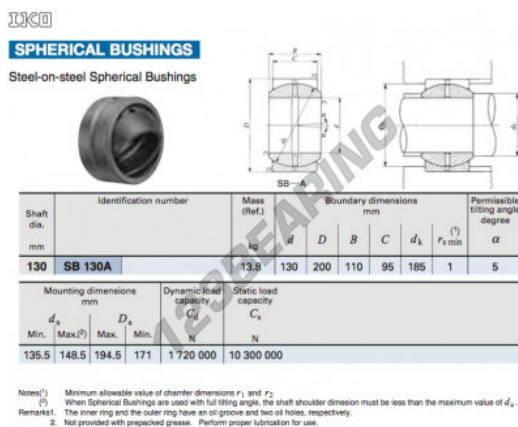 IKO
SPHERICAL BUSHINGS
Steel-on-steel Spherical Bushings
B
C
D
d
SB···A
Da
da
Shaft dia. mm
Identification number
Mass (Ref.) kg
Boundary dimensions mm
d D B C dk rs min (1)
Permissible tilting angle degree α
130 SB 130A 13.8 130 200 110 95 185 1 5
Mounting dimensions mm
da Da
Min. Max.(2) Max. Min.
Dynamic load capacity Cd N
Static load capacity Cs N
135.5 148.5 194.5 171 1 720 000 10 300 000
123BEARING
Notes(1) Minimum allowable value of chamfer dimensions r1 and r2
(2) When Spherical Bushings are used with full tilting angle, the shaft shoulder dimesion must be less than the maximum value of da.
Remarks1. The inner ring and the outer ring have an oil groove and two oil holes, respectively.
2. Not provided with prepacked grease. Perform proper lubrication for use.